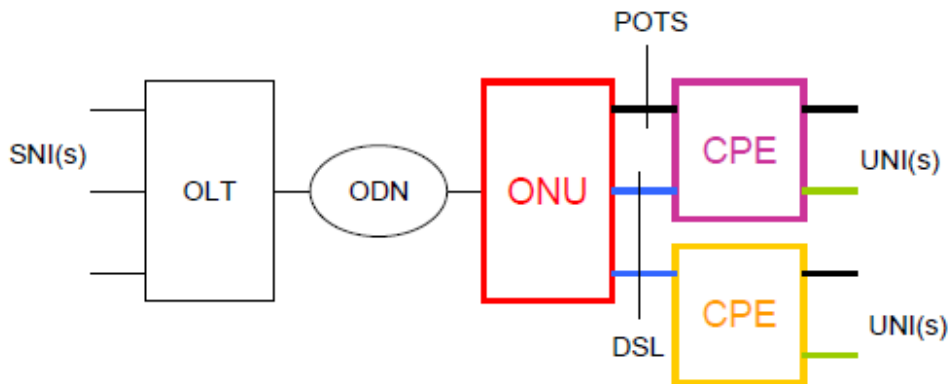 POTS
SNI(s)
OLT
ODN
ONU
CPE
UNI(s)
DSL
CPE
UNI(s)